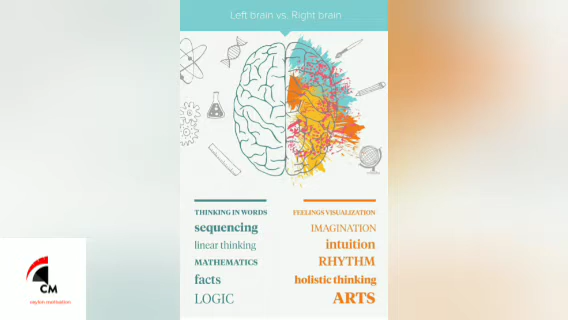 Left brain vs. Right brain
THINKING IN WORDS
sequencing
linear thinking
MATHEMATICS
facts
LOGIC
FEELINGS VISUALIZATION
IMAGINATION
intuition
RHYTHM
holistic thinking
ARTS
CM